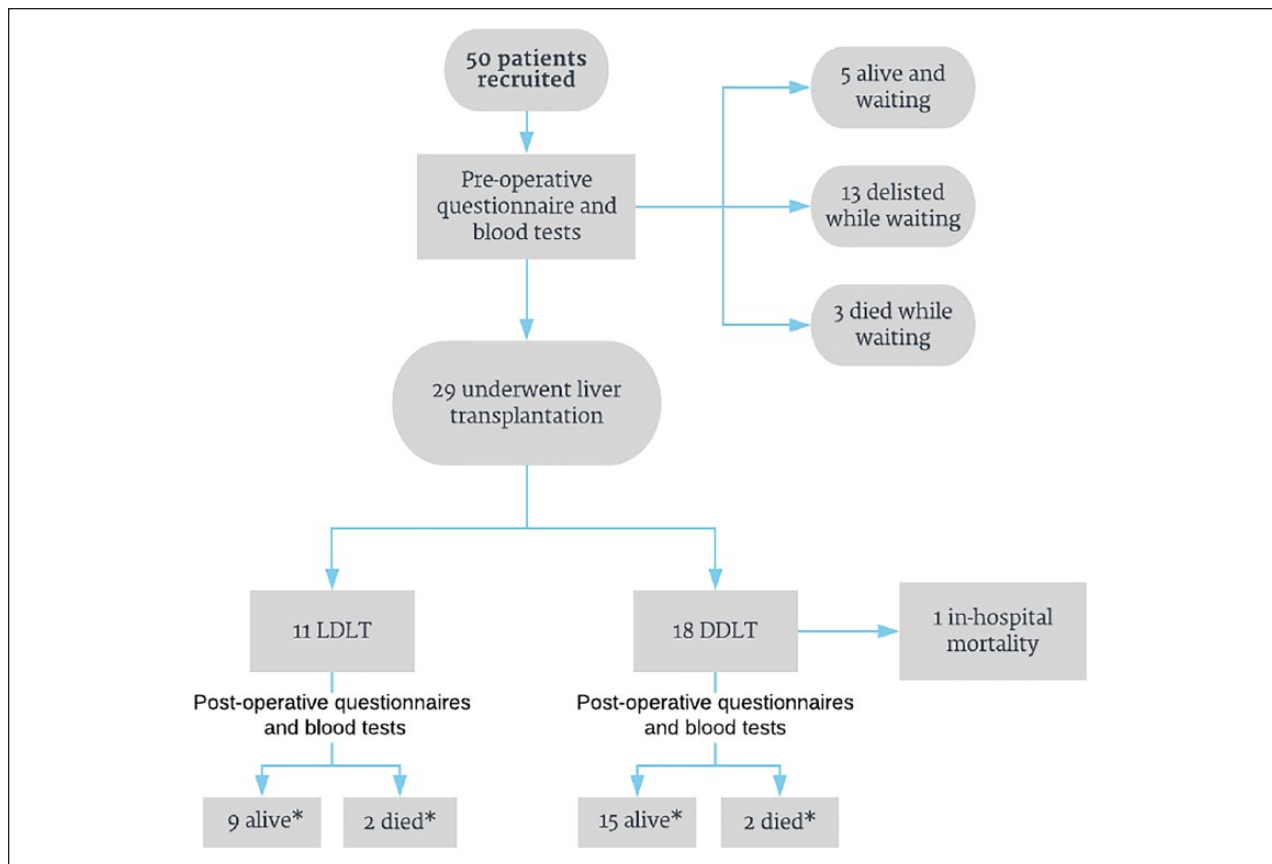 50 patients
recruited
5 alive and
waiting
Pre-operative
questionnaire and
blood tests
13 delisted
while waiting
3 died while
waiting
29 underwent liver
transplantation
11 LDLT
18 DDLT
1 in-hospital
mortality
Post-operative questionnaires
and blood tests
Post-operative questionnaires
and blood tests
9 alive*
2 died*
15 alive*
2 died*